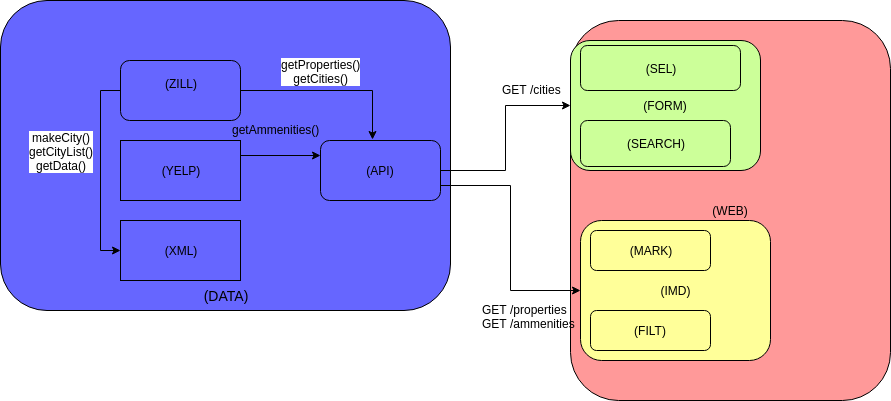 (ZILL)
getProperties()
getCities()
makeCity()
getCityList()
getData()
getAmmenities()
(YELP)
(API)
(XML)
(DATA)
GET /cities
(SEL)
(FORM)
(SEARCH)
(WEB)
(MARK)
(IMD)
(FILT)
GET /properties
GET /ammenities